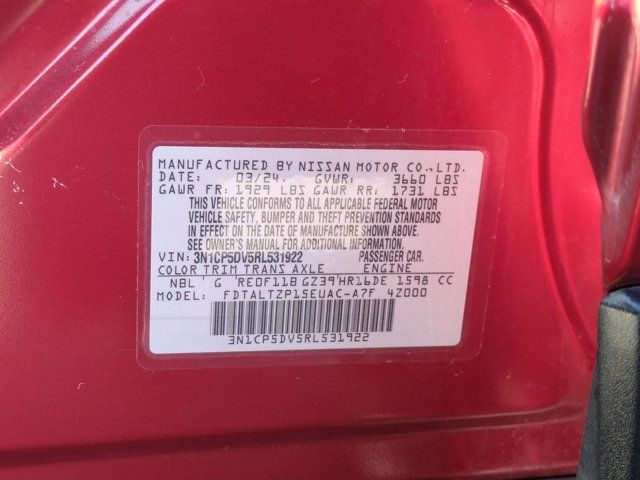 MANUFACTURED BY NISSAN MOTOR CO.,LTD.
DATE: 03/24. GVWR: 3660 LBS
GAWR FR: 1929 LBS GAWR RR: 1731 LBS
THIS VEHICLE CONFORMS TO ALL APPLICABLE FEDERAL MOTOR
VEHICLE SAFETY, BUMPER AND THEFT PREVENTION STANDARDS
IN EFFECT ON THE DATE OF MANUFACTURE SHOWN ABOVE.
SEE OWNER'S MANUAL FOR ADDITIONAL INFORMATION.
VIN: 3N1CP5DV5RL531922 PASSENGER CAR.
COLOR TRIM TRANS AXLE ENGINE
NBL G RE0F11B GZ39 HR16DE 1598 CC
MODEL: FDTALTZP15EUAC-A7F 4Z000
3N1CP5DV5RL531922